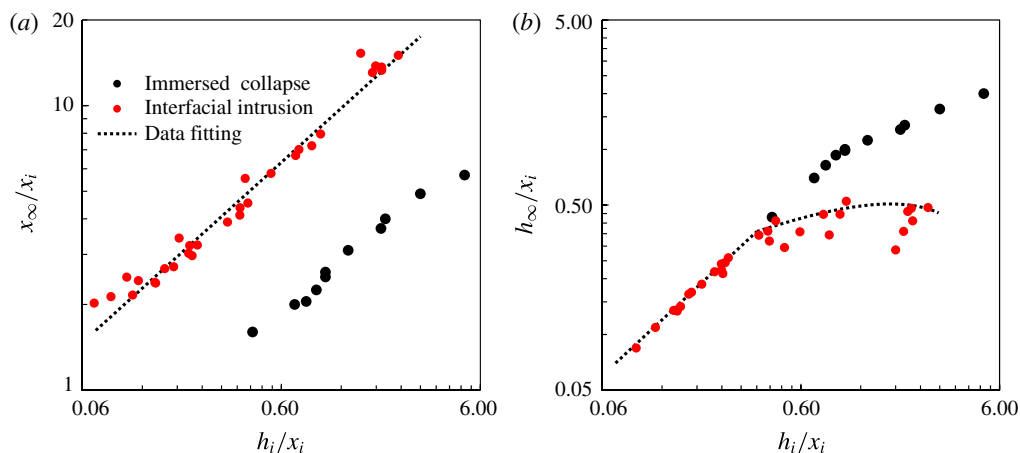 (a)
20
10
1
x∞/xi
Immersed collapse
Interfacial intrusion
Data fitting
0.06
0.60
6.00
hi/xi
(b)
5.00
0.50
0.05
h∞/xi
0.06
0.60
6.00
hi/xi